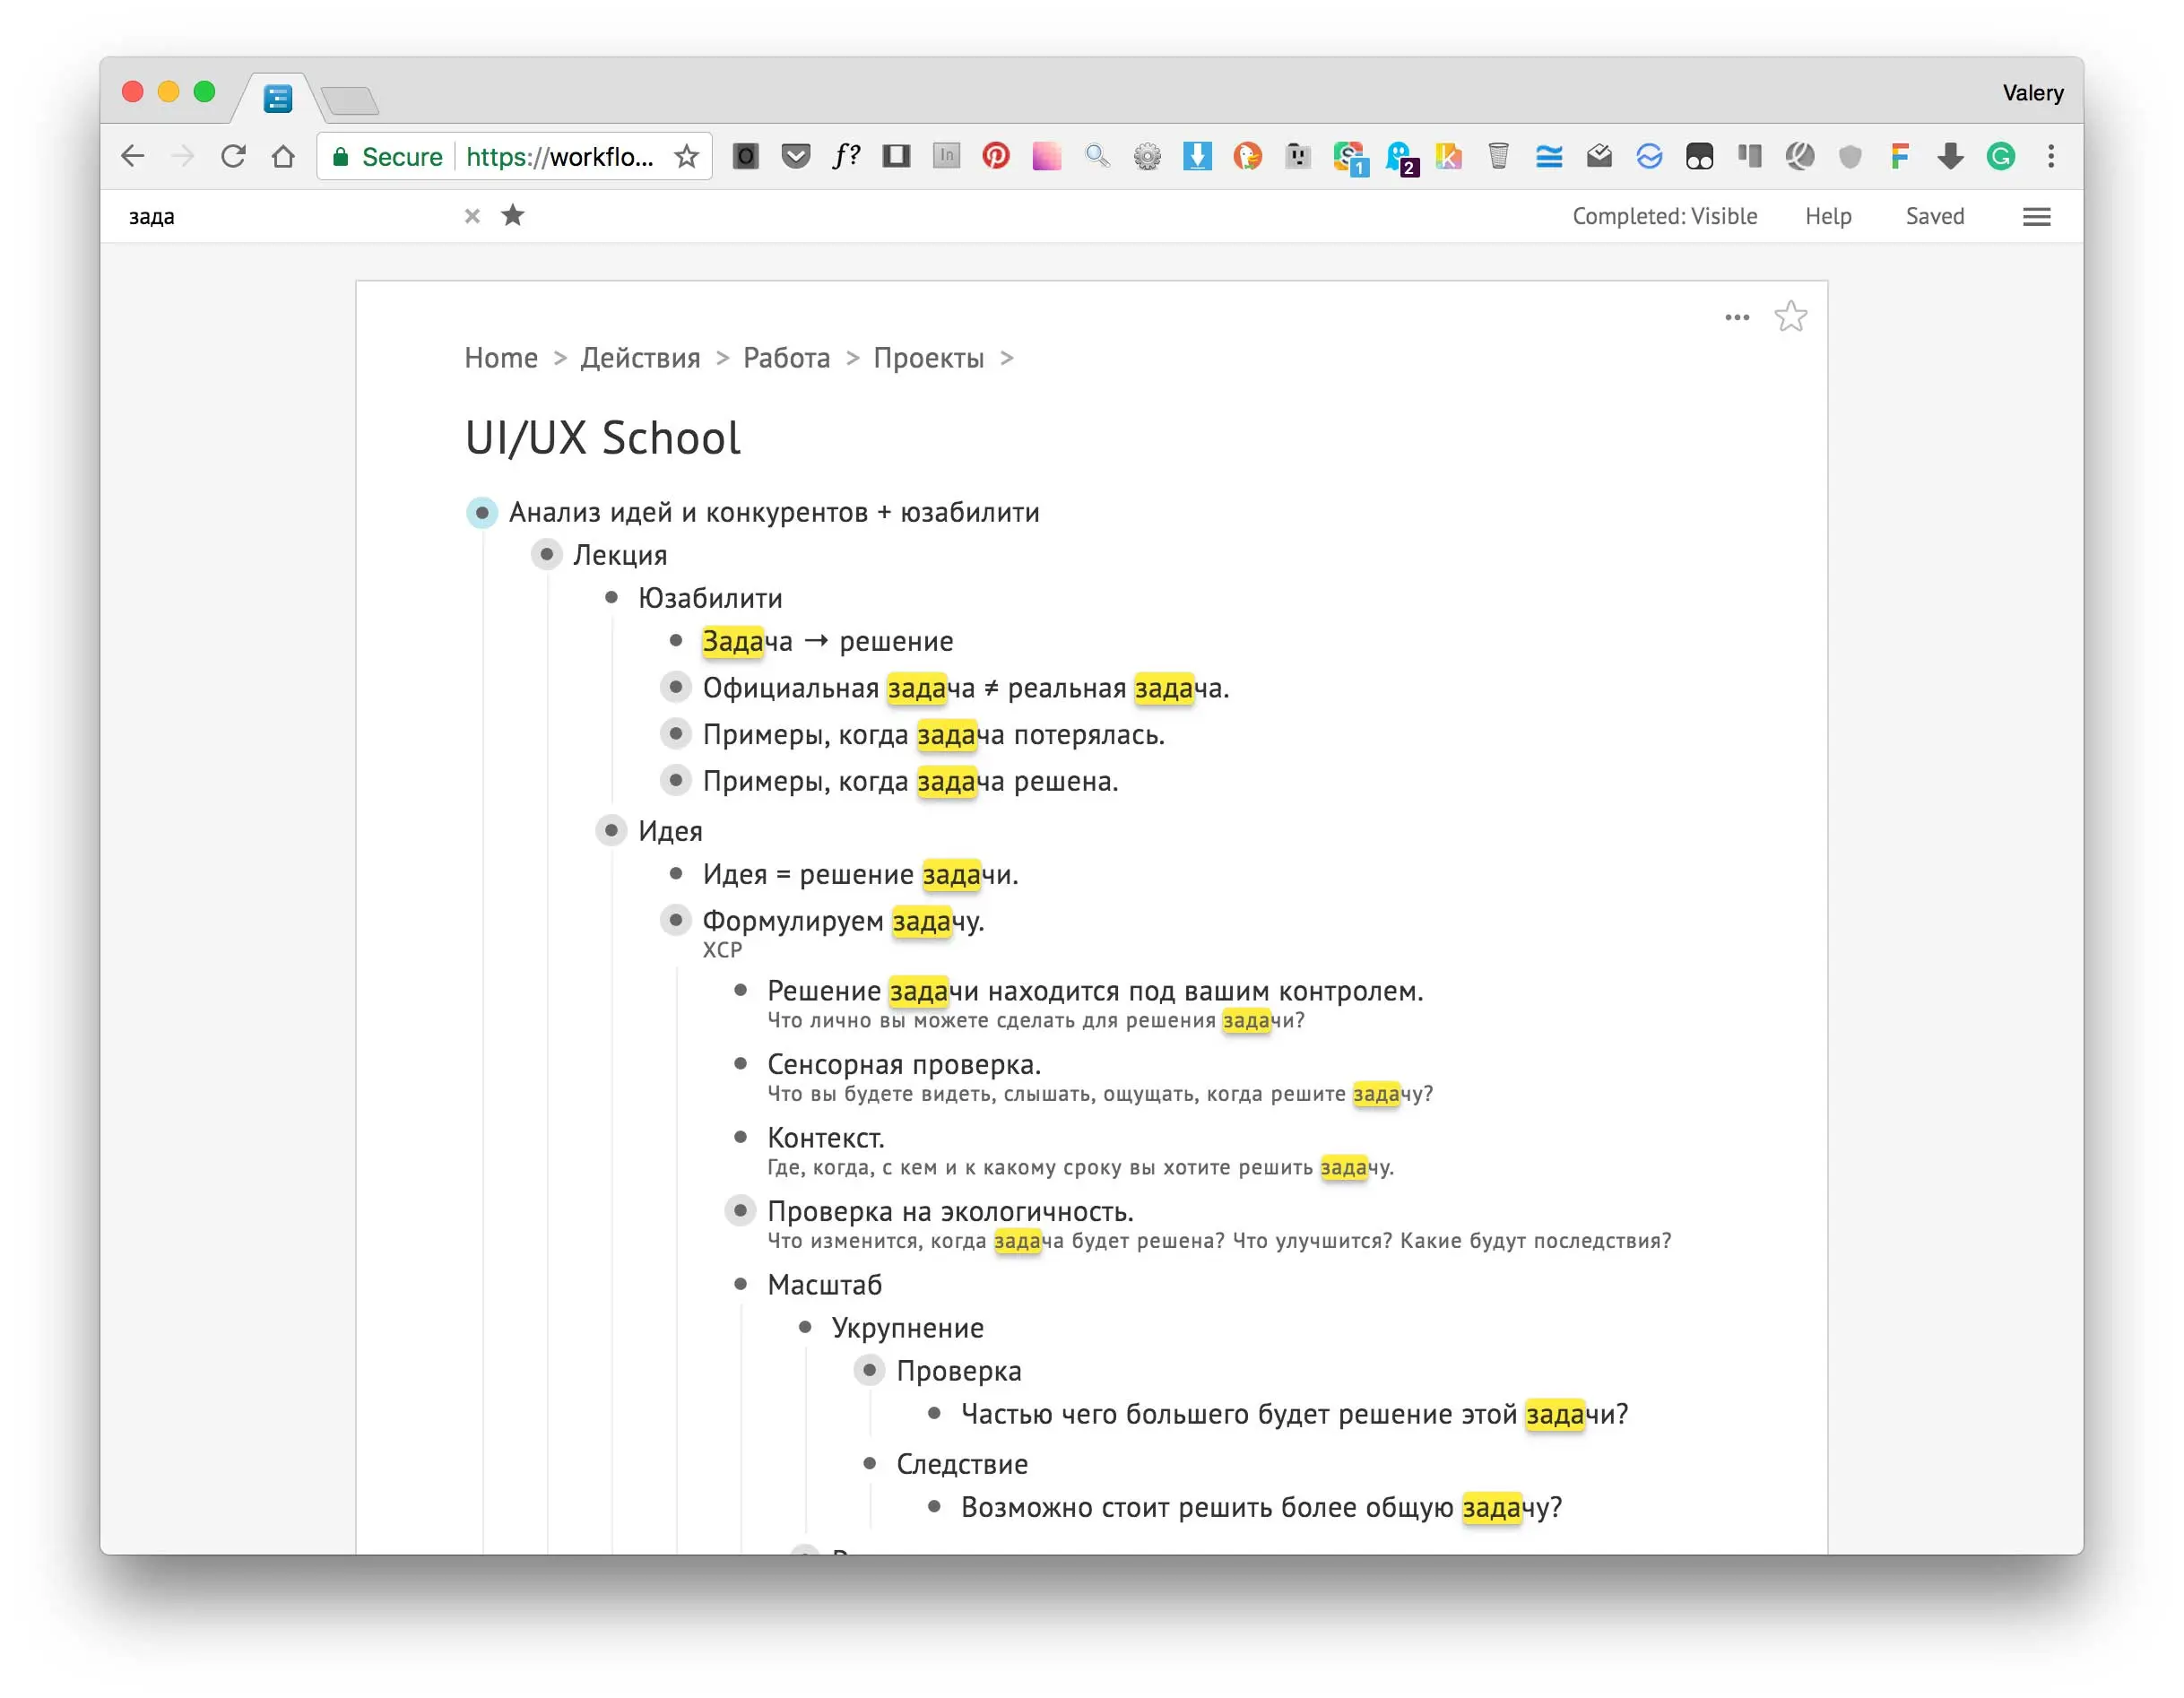 Valery
Secure https://workflo...
1 2
зада
Completed: Visible Help Saved
Home > Действия > Работа > Проекты >
UI/UX School
Анализ идей и конкурентов + юзабилити
Лекция
Юзабилити
Задача → решение
Официальная задача ≠ реальная задача.
Примеры, когда задача потерялась.
Примеры, когда задача решена.
Идея
Идея = решение задачи.
Формулируем задачу.
ХСР
Решение задачи находится под вашим контролем.
Что лично вы можете сделать для решения задачи?
Сенсорная проверка.
Что вы будете видеть, слышать, ощущать, когда решите задачу?
Контекст.
Где, когда, с кем и к какому сроку вы хотите решить задачу.
Проверка на экологичность.
Что изменится, когда задача будет решена? Что улучшится? Какие будут последствия?
Масштаб
Укрупнение
Проверка
Частью чего большего будет решение этой задачи?
Следствие
Возможно стоит решить более общую задачу?